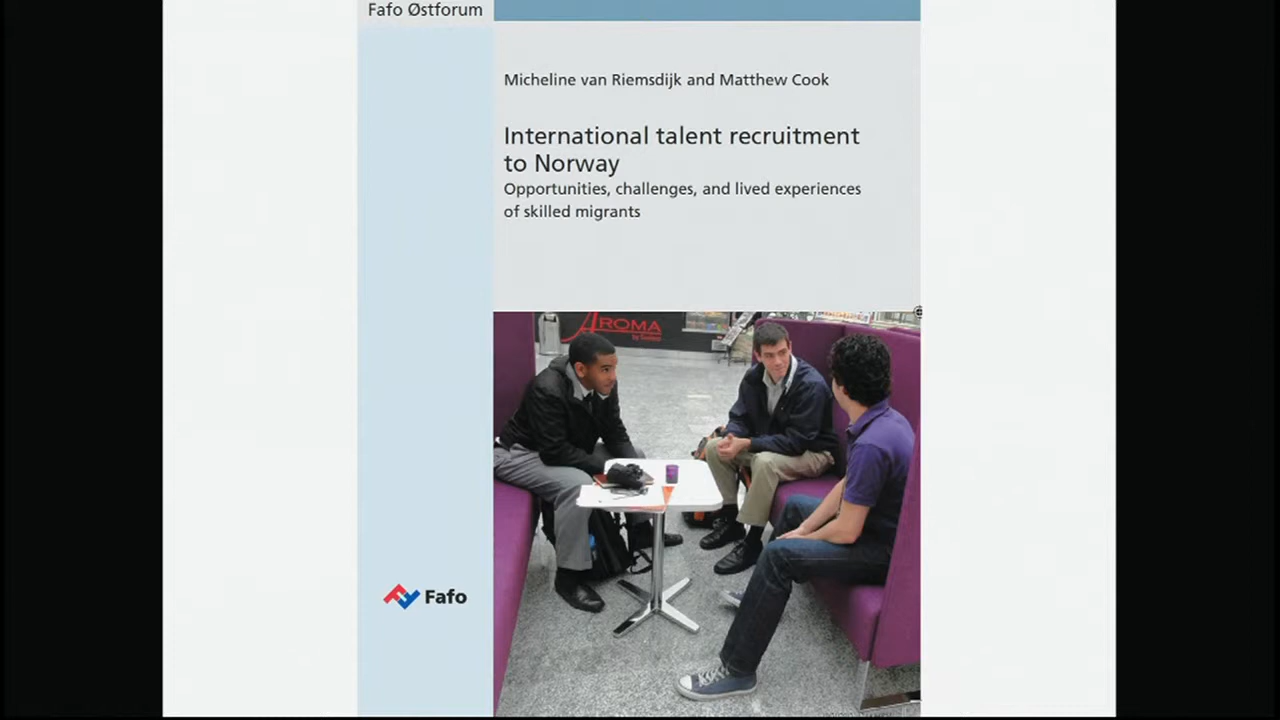 Fafo Østforum
Micheline van Riemsdijk and Matthew Cook
International talent recruitment
to Norway
Opportunities, challenges, and lived experiences
of skilled migrants
AROMA
Fafo